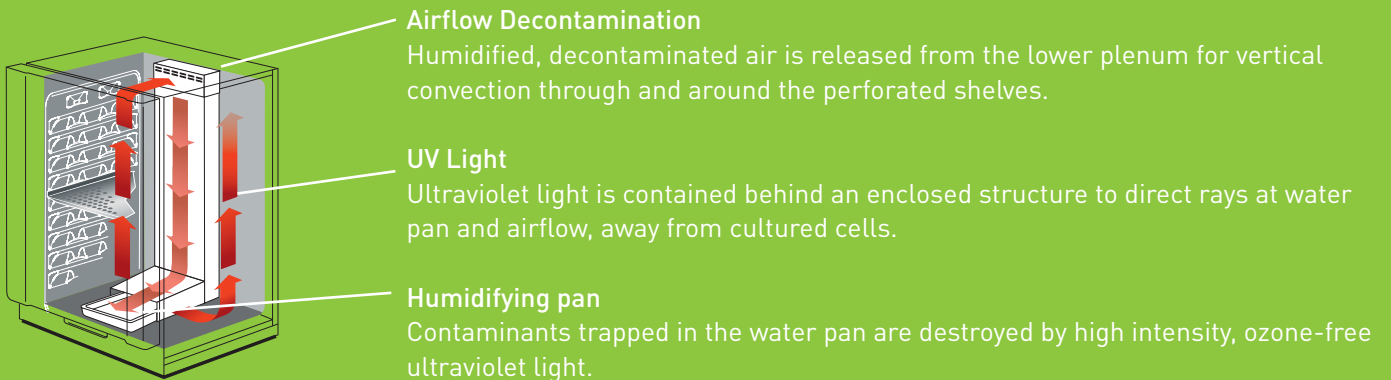 Airflow Decontamination
Humidified, decontaminated air is released from the lower plenum for vertical
convection through and around the perforated shelves.
UV Light
Ultraviolet light is contained behind an enclosed structure to direct rays at water
pan and airflow, away from cultured cells.
Humidifying pan
Contaminants trapped in the water pan are destroyed by high intensity, ozone-free
ultraviolet light.